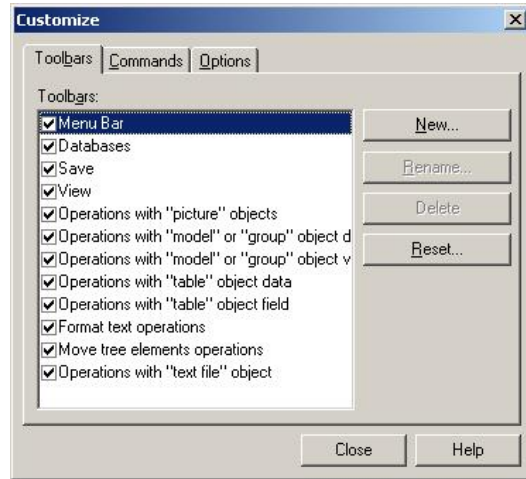 Customize
Toolbars Commands Options
Toolbars:
Menu Bar
Databases
Save
View
Operations with "picture" objects
Operations with "model" or "group" object d
Operations with "model" or "group" object v
Operations with "table" object data
Operations with "table" object field
Format text operations
Move tree elements operations
Operations with "text file" object
New...
Rename...
Delete
Reset...
Close Help